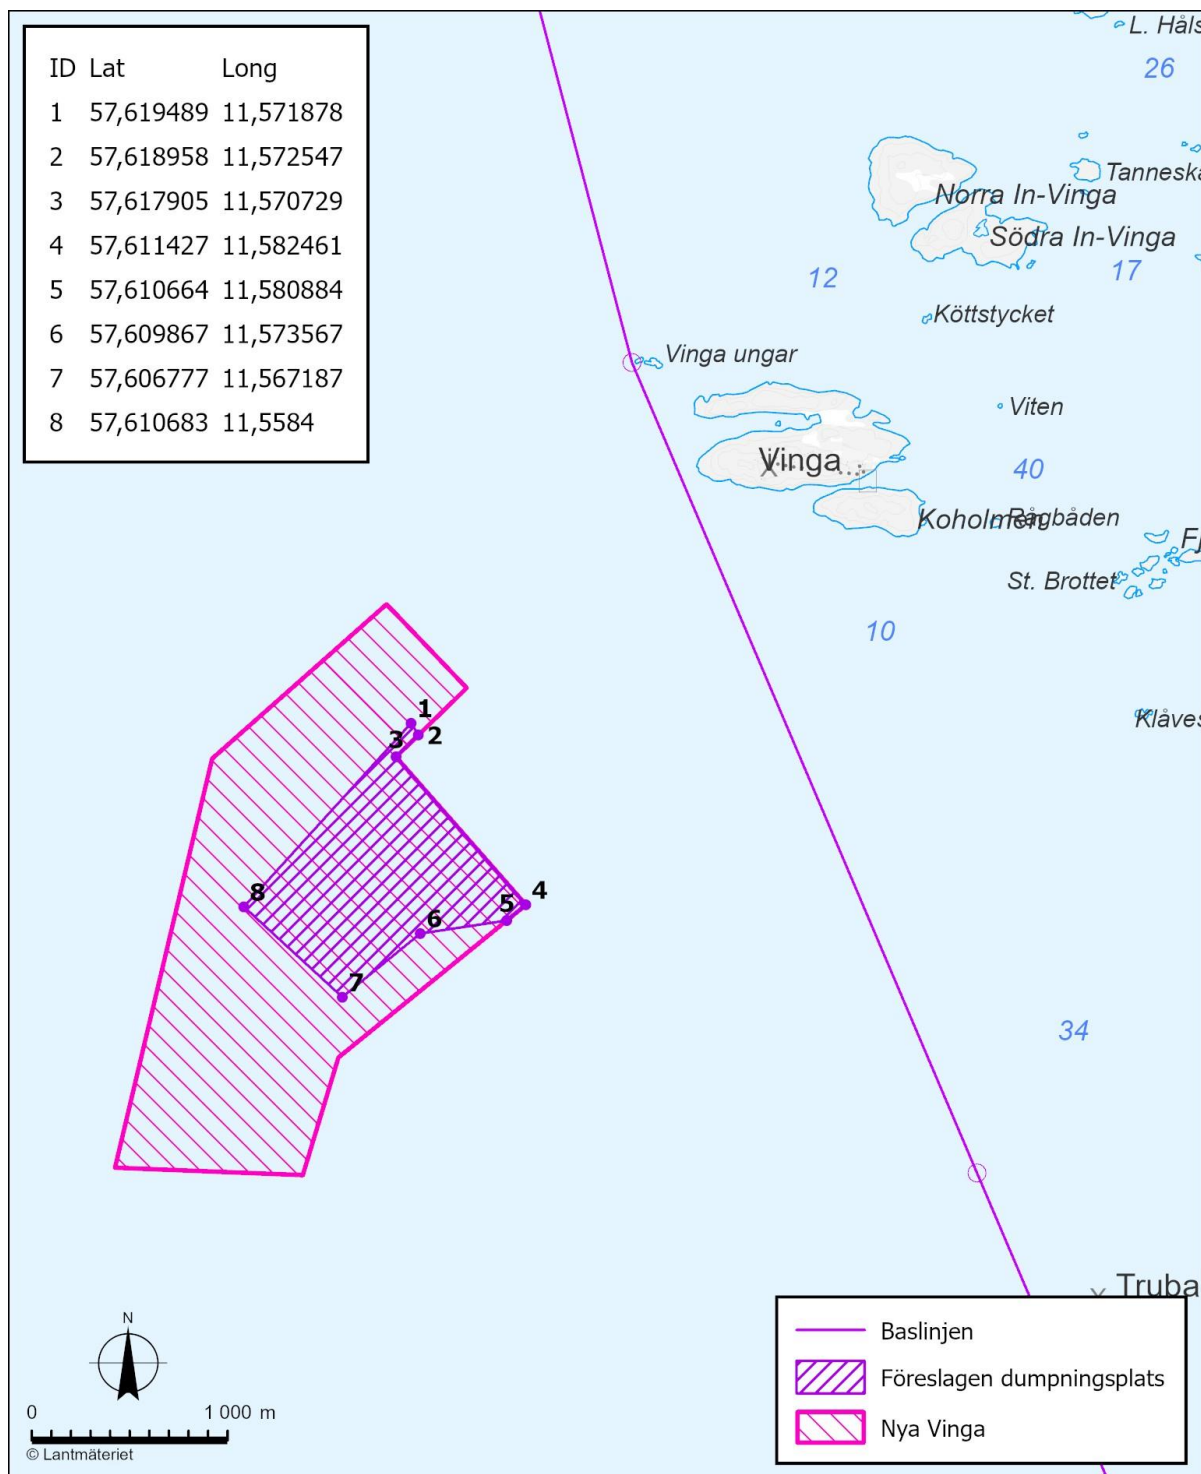 ID Lat Long
1 57,619489 11,571878
2 57,618958 11,572547
3 57,617905 11,570729
4 57,611427 11,582461
5 57,610664 11,580884
6 57,609867 11,573567
7 57,606777 11,567187
8 57,610683 11,5584
L. Håls
26
Tanneska
Norra In-Vinga
Södra In-Vinga
12
17
Köttstycket
Vinga ungar
Viten
Vinga
40
Koholmen
Rågbåden
Fj
St. Brottet
10
Klåves
1
2
3
8
4
5
6
7
34
Truba
N
0 1 000 m
© Lantmäteriet
Baslinjen
Föreslagen dumpningsplats
Nya Vinga